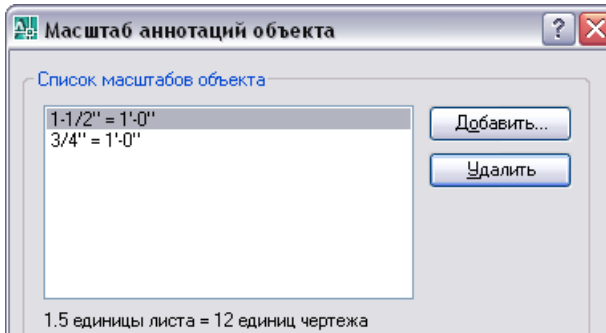 Масштаб аннотаций объекта
Список масштабов объекта
1-1/2" = 1'-0"
3/4" = 1'-0"
Добавить...
Удалить
1.5 единицы листа = 12 единиц чертежа